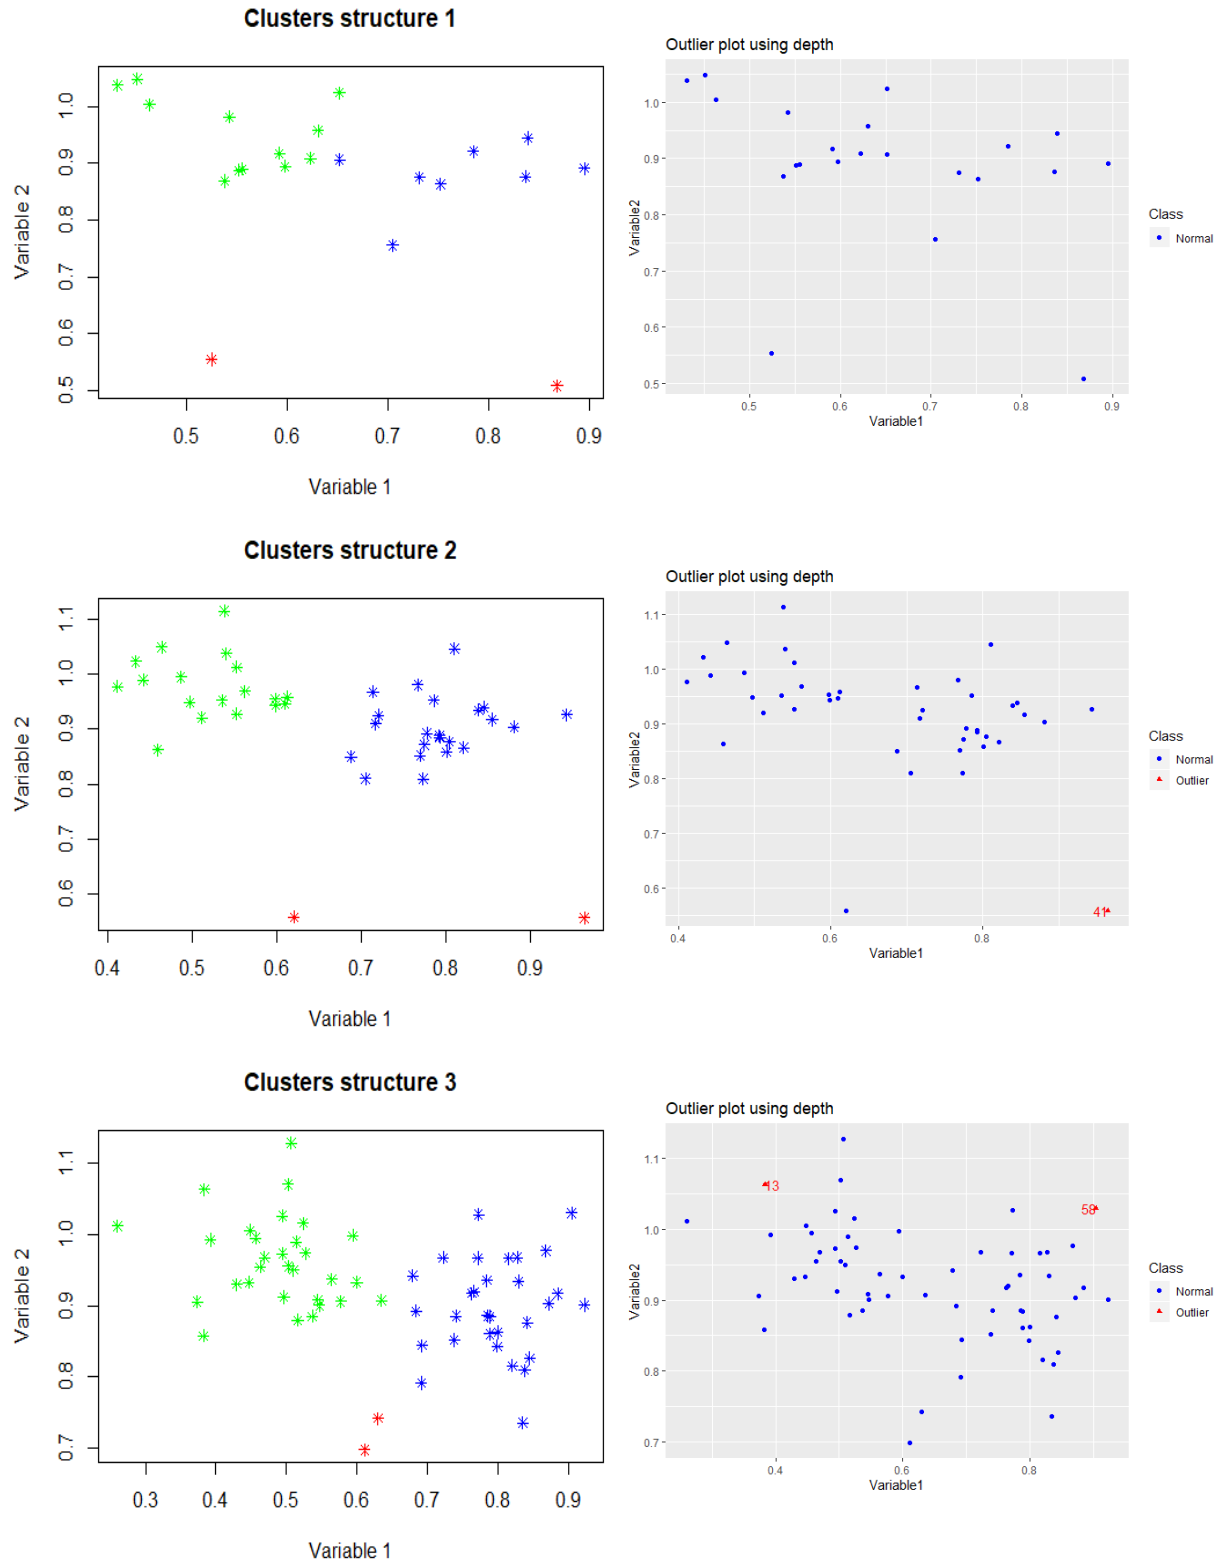 Clusters structure 1
Variable 2
1.0
0.9
0.8
0.7
0.6
0.5
0.5 0.6 0.7 0.8 0.9
Variable 1
Outlier plot using depth
Variable2
1.0
0.9
0.8
0.7
0.6
0.5
0.5 0.6 0.7 0.8 0.9
Variable1
Class
Normal
Clusters structure 2
Variable 2
1.1
1.0
0.9
0.8
0.7
0.6
0.4 0.5 0.6 0.7 0.8 0.9
Variable 1
Outlier plot using depth
Variable2
1.1
1.0
0.9
0.8
0.7
0.6
41
0.4 0.6 0.8
Variable1
Class
Normal
Outlier
Clusters structure 3
Variable 2
1.1
1.0
0.9
0.8
0.7
0.3 0.4 0.5 0.6 0.7 0.8 0.9
Variable 1
Outlier plot using depth
Variable2
1.1
1.0
0.9
0.8
0.7
13
58
0.4 0.6 0.8
Variable1
Class
Normal
Outlier